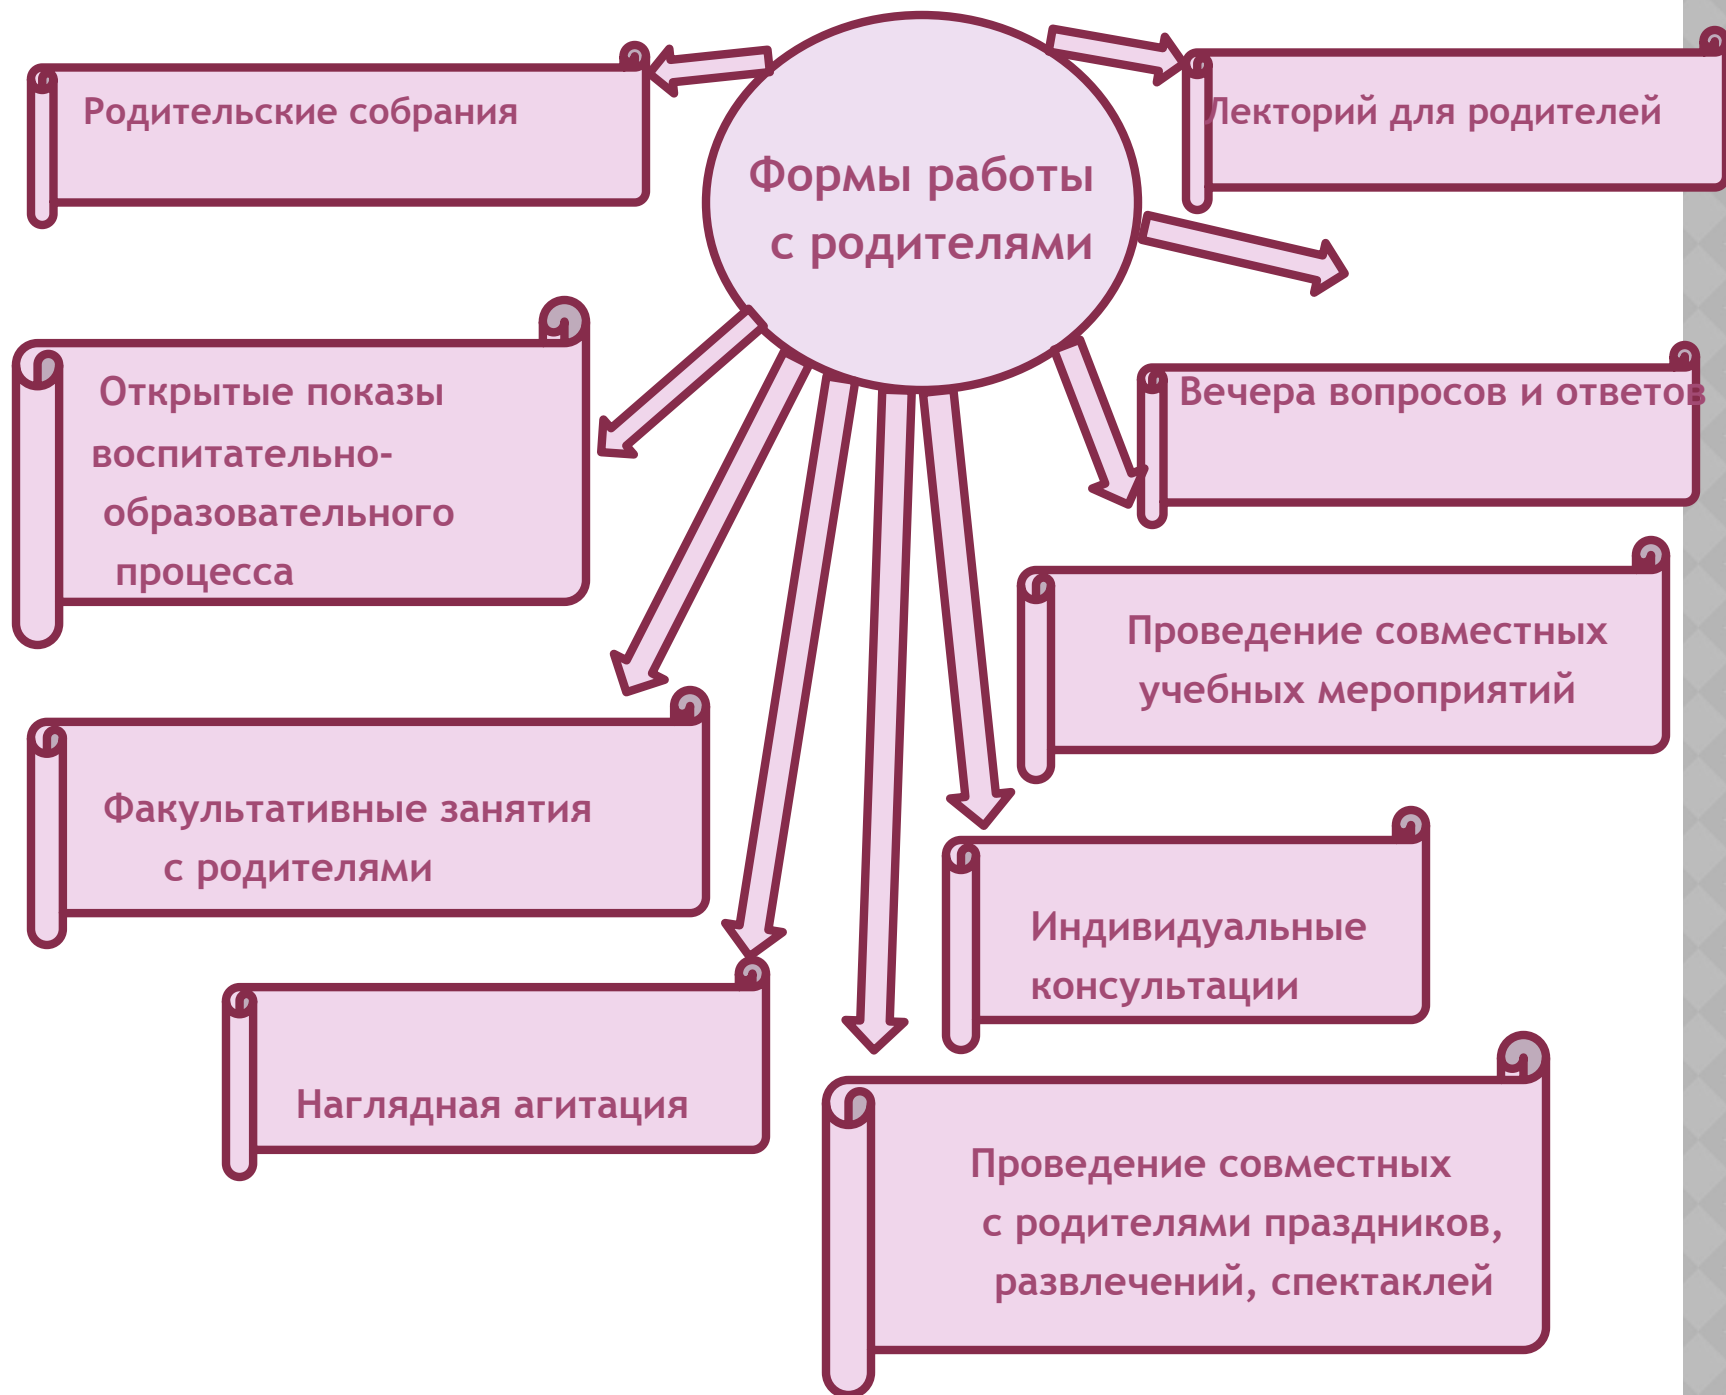 Формы работы
с родителями
Родительские собрания
Лекторий для родителей
Открытые показы
воспитательно-
образовательного
процесса
Вечера вопросов и ответов
Проведение совместных
учебных мероприятий
Факультативные занятия
с родителями
Индивидуальные
консультации
Наглядная агитация
Проведение совместных
с родителями праздников,
развлечений, спектаклей